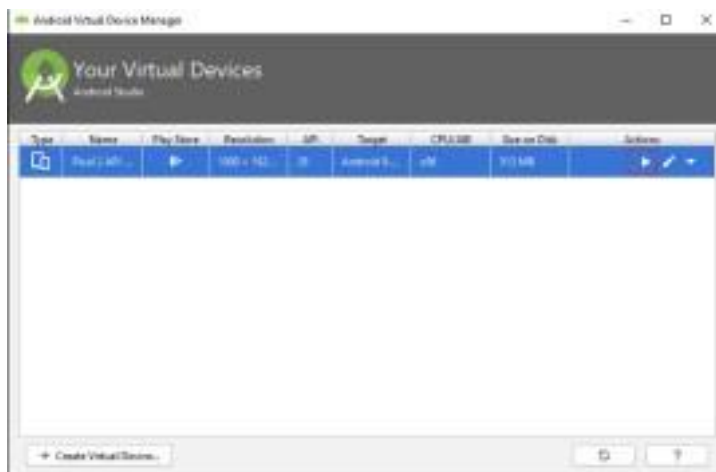 Android Virtual Device Manager
Your Virtual Devices
Android Studio
Type Name Play Store Resolution API Target CPU/ABI Size on Disk Actions
x86
+ Create Virtual Device...
?